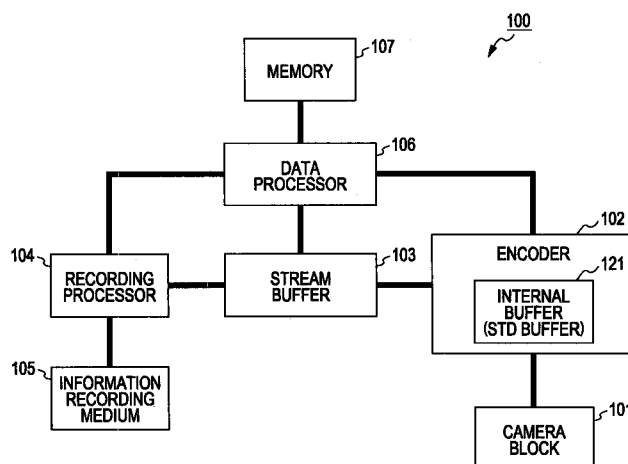 100
107
MEMORY
106
DATA
PROCESSOR
102
104
103
ENCODER
121
RECORDING
PROCESSOR
STREAM
BUFFER
INTERNAL
BUFFER
(STD BUFFER)
105
INFORMATION
RECORDING
MEDIUM
101
CAMERA
BLOCK